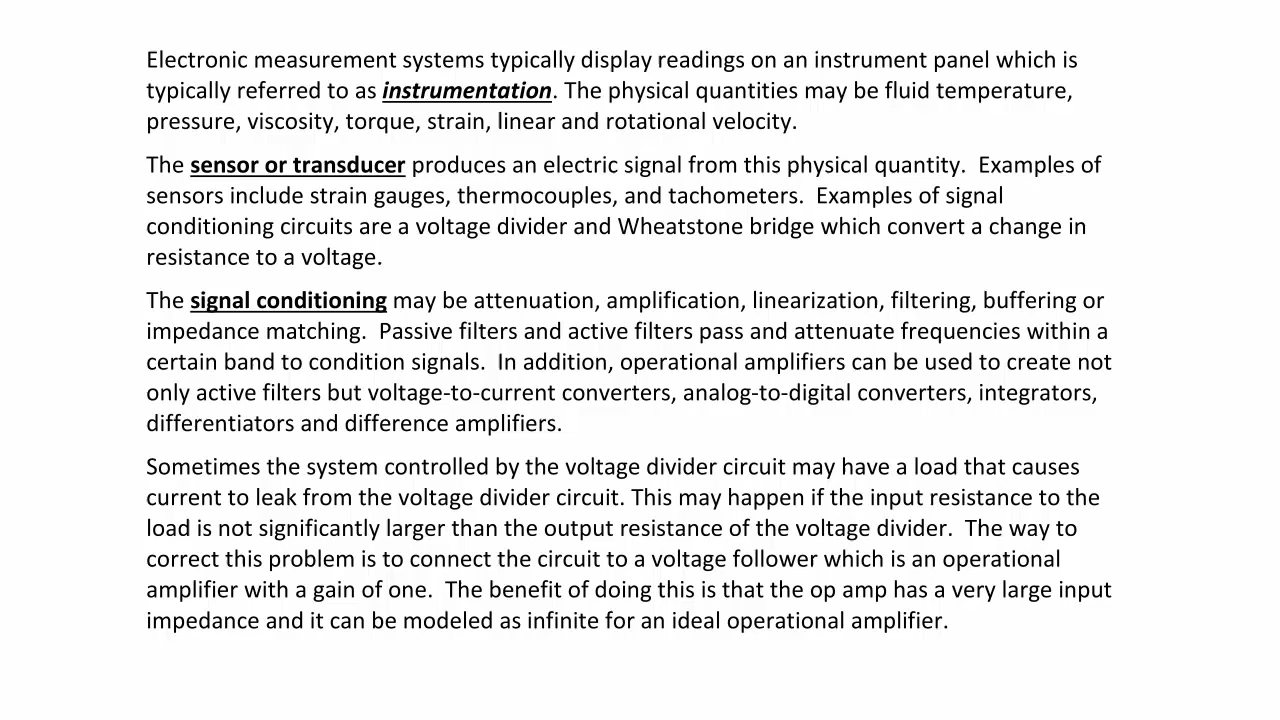 Electronic measurement systems typically display readings on an instrument panel which is
typically referred to as instrumentation. The physical quantities may be fluid temperature,
pressure, viscosity, torque, strain, linear and rotational velocity.
The sensor or transducer produces an electric signal from this physical quantity.  Examples of
sensors include strain gauges, thermocouples, and tachometers.  Examples of signal
conditioning circuits are a voltage divider and Wheatstone bridge which convert a change in
resistance to a voltage.
The signal conditioning may be attenuation, amplification, linearization, filtering, buffering or
impedance matching.  Passive filters and active filters pass and attenuate frequencies within a
certain band to condition signals.  In addition, operational amplifiers can be used to create not
only active filters but voltage-to-current converters, analog-to-digital converters, integrators,
differentiators and difference amplifiers.
Sometimes the system controlled by the voltage divider circuit may have a load that causes
current to leak from the voltage divider circuit. This may happen if the input resistance to the
load is not significantly larger than the output resistance of the voltage divider.  The way to
correct this problem is to connect the circuit to a voltage follower which is an operational
amplifier with a gain of one.  The benefit of doing this is that the op amp has a very large input
impedance and it can be modeled as infinite for an ideal operational amplifier.